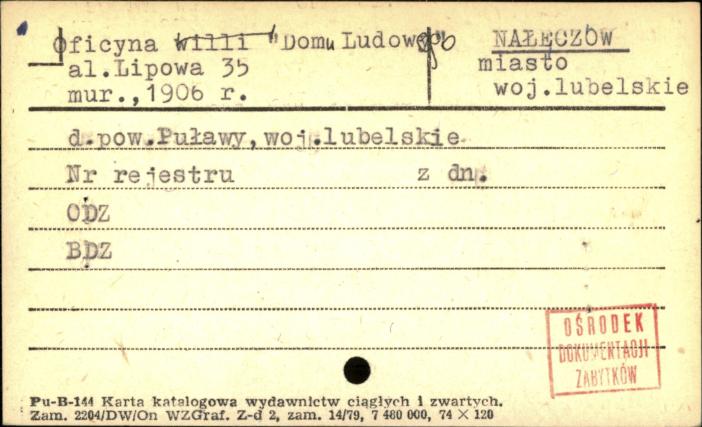 Oficyna willi "Domu Ludowego
NAŁĘCZÓW
al.Lipowa 35
miasto
mur.,1906 r.
woj.lubelskie
d.pow.Puławy,woj.lubelskie
Nr rejestru z dn.
ODZ
BDZ
OŚRODEK
DOKUMENTACJI
ZABYTKÓW
Pu-B-144 Karta katalogowa wydawnictw ciągłych i zwartych.
Zam. 2204/DW/On WZGraf. Z-d 2, zam. 14/79, 7 480 000, 74 × 120